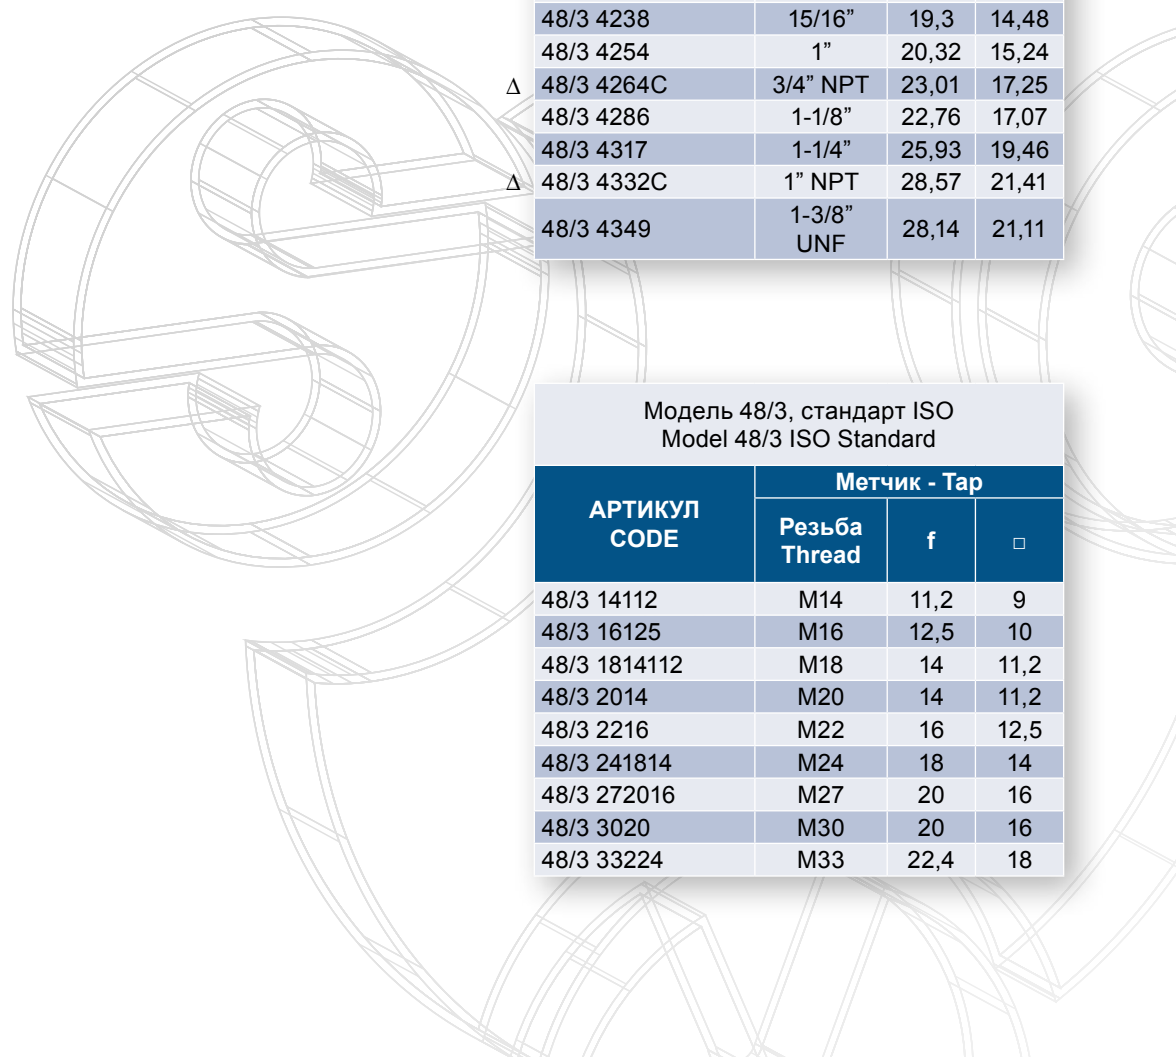 48/3 4238 15/16” 19,3 14,48
48/3 4254 1” 20,32 15,24
Δ 48/3 4264C 3/4” NPT 23,01 17,25
48/3 4286 1-1/8” 22,76 17,07
48/3 4317 1-1/4” 25,93 19,46
Δ 48/3 4332C 1” NPT 28,57 21,41
48/3 4349 1-3/8” UNF 28,14 21,11
Модель 48/3, стандарт ISO
Model 48/3 ISO Standard
АРТИКУЛ
CODE
Метчик - Tap
Резьба
Thread
f
□
48/3 14112 M14 11,2 9
48/3 16125 M16 12,5 10
48/3 1814112 M18 14 11,2
48/3 2014 M20 14 11,2
48/3 2216 M22 16 12,5
48/3 241814 M24 18 14
48/3 272016 M27 20 16
48/3 3020 M30 20 16
48/3 33224 M33 22,4 18